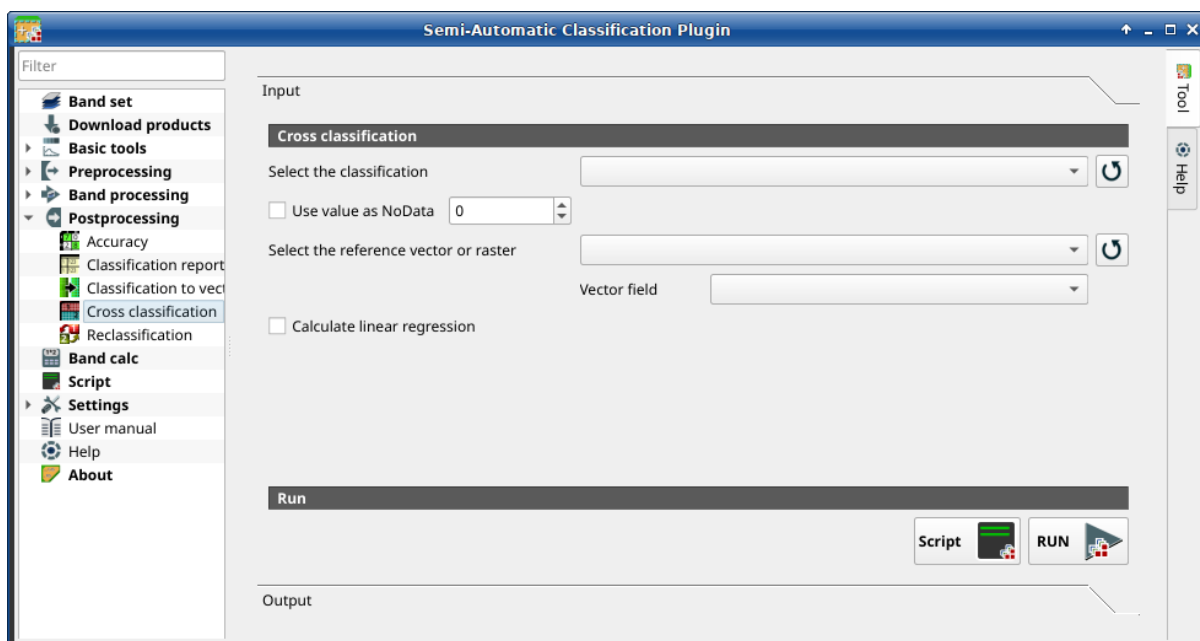 Semi-Automatic Classification Plugin
Filter
Band set
Download products
Basic tools
Preprocessing
Band processing
Postprocessing
Accuracy
Classification report
Classification to vect
Cross classification
Reclassification
Band calc
Script
Settings
User manual
Help
About
Input
Cross classification
Select the classification
Use value as NoData 0
Select the reference vector or raster
Vector field
Calculate linear regression
Run
Script RUN
Output
Tool
Help